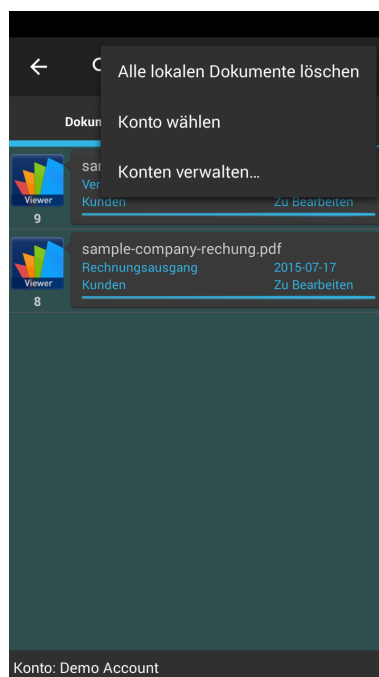 Alle lokalen Dokumente löschen
Konto wählen
Konten verwalten…
Viewer
9
Kunden Zu Bearbeiten
Viewer
8
sample-company-rechung.pdf
Rechnungsausgang 2015-07-17
Kunden Zu Bearbeiten
Konto: Demo Account